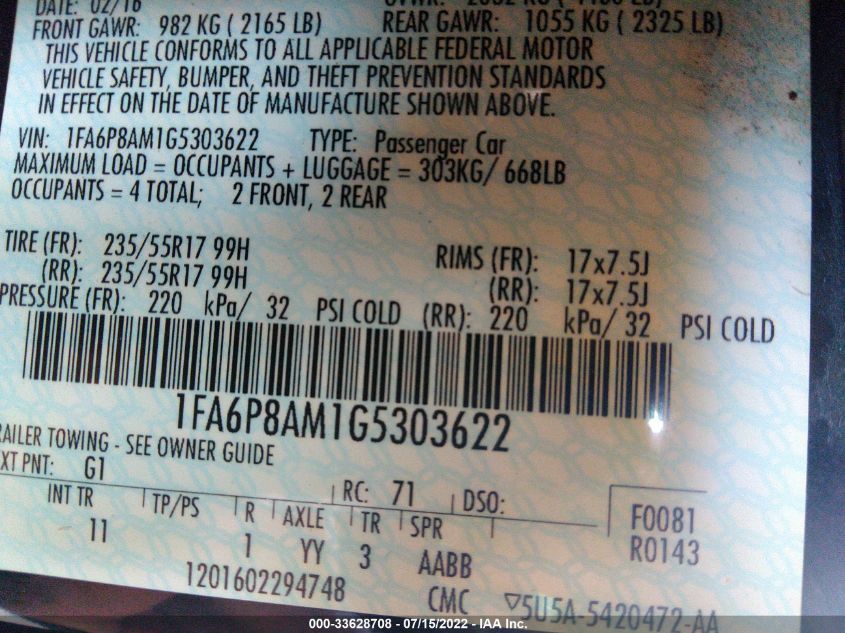 DATE: 02/16
FRONT GAWR: 982 KG ( 2165 LB) REAR GAWR: 1055 KG ( 2325 LB)
THIS VEHICLE CONFORMS TO ALL APPLICABLE FEDERAL MOTOR
VEHICLE SAFETY, BUMPER, AND THEFT PREVENTION STANDARDS
IN EFFECT ON THE DATE OF MANUFACTURE SHOWN ABOVE.
VIN: 1FA6P8AM1G5303622 TYPE: Passenger Car
MAXIMUM LOAD = OCCUPANTS + LUGGAGE = 303KG/ 668LB
OCCUPANTS = 4 TOTAL; 2 FRONT, 2 REAR
TIRE (FR): 235/55R17 99H RIMS (FR): 17x7.5J
(RR): 235/55R17 99H (RR): 17x7.5J
PRESSURE (FR): 220 kPa/ 32 PSI COLD (RR): 220 kPa/ 32 PSI COLD
1FA6P8AM1G5303622
RAILER TOWING - SEE OWNER GUIDE
XT PNT: G1 RC: 71 DSO:
INT TR TP/PS R AXLE TR SPR F0081
11 1 YY 3 AABB R0143
1201602294748 CMC ▽5U5A-5420472-AA
000-33628708 - 07/15/2022 - IAA Inc.